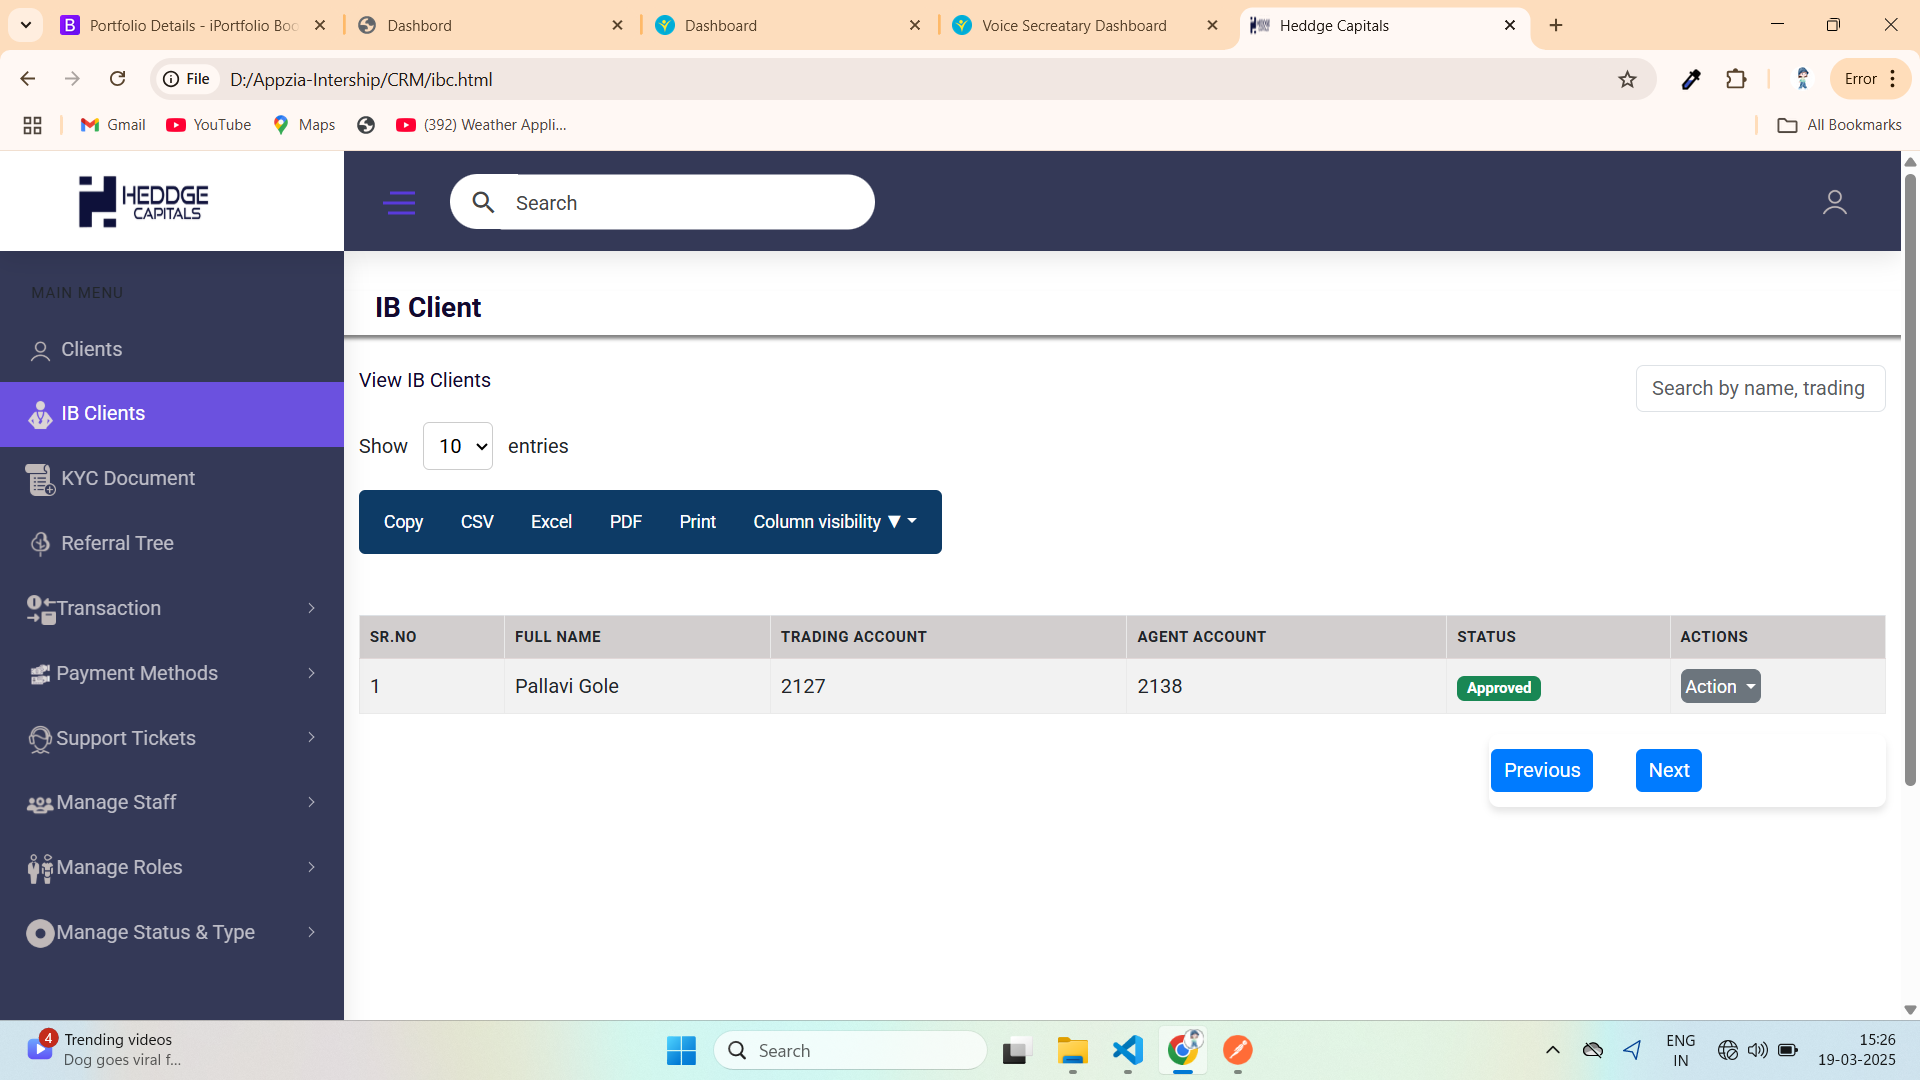 Portfolio Details - iPortfolio Boo
Dashbord
Dashboard
Voice Secreatary Dashboard
Heddge Capitals
File
D:/Appzia-Intership/CRM/ibc.html
Error
Gmail
YouTube
Maps
(392) Weather Appli...
All Bookmarks
HEDDGE
CAPITALS
Search
MAIN MENU
Clients
IB Clients
KYC Document
Referral Tree
Transaction
Payment Methods
Support Tickets
Manage Staff
Manage Roles
Manage Status & Type
IB Client
View IB Clients
Search by name, trading
Show 10 entries
Copy CSV Excel PDF Print Column visibility ▼
SR.NO FULL NAME TRADING ACCOUNT AGENT ACCOUNT STATUS ACTIONS
1 Pallavi Gole 2127 2138 Approved Action
Previous Next
4
Trending videos
Dog goes viral f...
Search
ENG
IN
15:26
19-03-2025